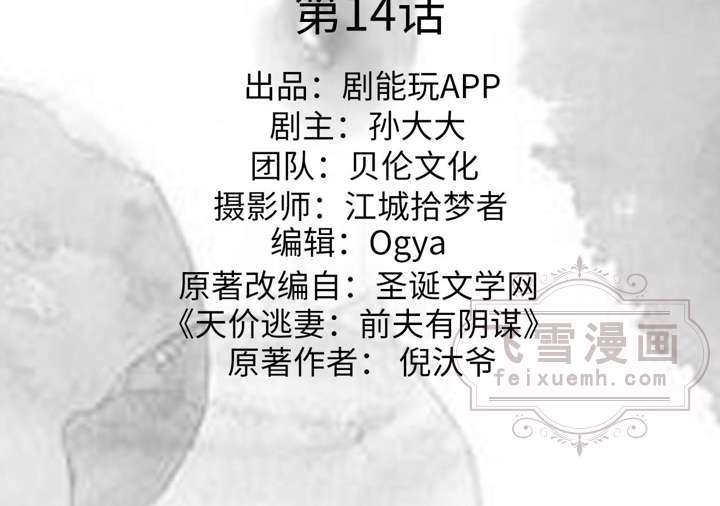 第14话
出品：剧能玩APP
剧主：孙大大
团队：贝伦文化
摄影师：江城拾梦者
编辑：Ogya
原著改编自：圣诞文学网
《天价逃妻：前夫有阴谋》
原著作者： 倪汏爷
飞雪漫画
feixuemh.com